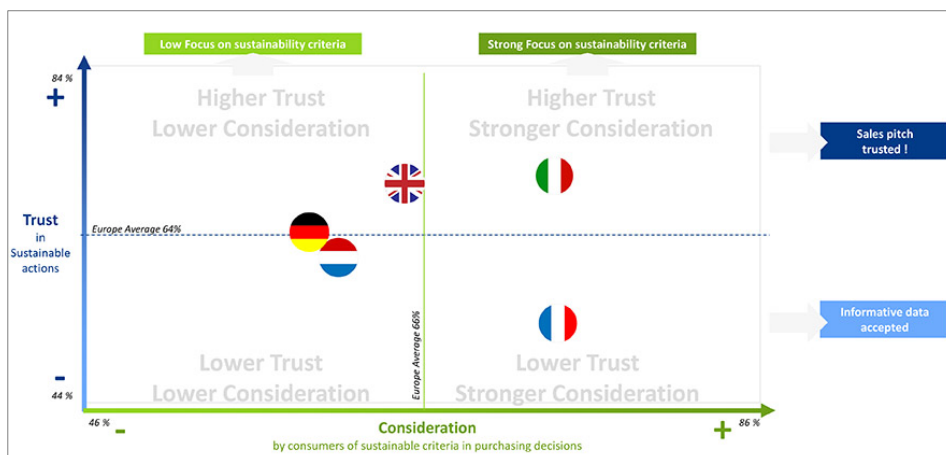 Low Focus on sustainability criteria
Strong Focus on sustainability criteria
84 %
+
Higher Trust
Lower Consideration
Higher Trust
Stronger Consideration
Sales pitch
trusted !
Trust
in
Sustainable
actions
Europe Average 64%
Europe Average 66%
Informative data
accepted
Lower Trust
Lower Consideration
Lower Trust
Stronger Consideration
-
44 %
46 %
-
Consideration
+
86 %
by consumers of sustainable criteria in purchasing decisions